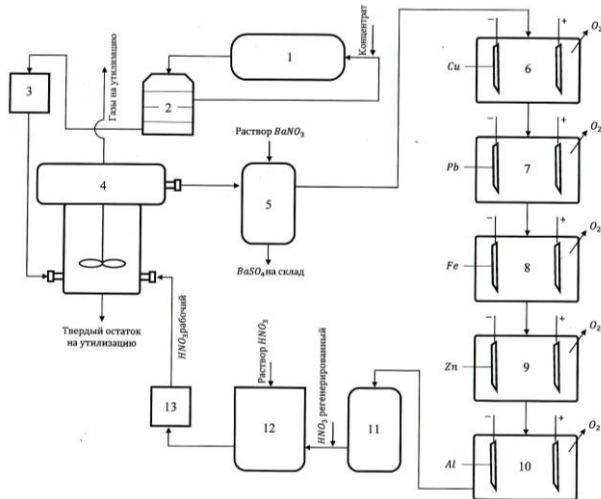 Концентрат
1
2
3
Газы на утилизацию
4
Раствор BaNO3
5
BaSO4 на склад
Твердый остаток
на утилизацию
HNO3 рабочий
13
Раствор HNO3
12
HNO3 регенерированный
11
− + O2
Cu 6
− + O2
Pb 7
− + O2
Fe 8
− + O2
Zn 9
− + O2
Al 10